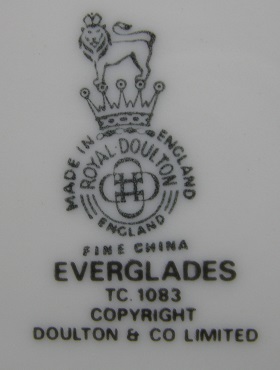 MADE IN ENGLAND
ROYAL·DOULTON
ENGLAND
FINE CHINA
EVERGLADES
TC. 1083
COPYRIGHT
DOULTON & CO LIMITED